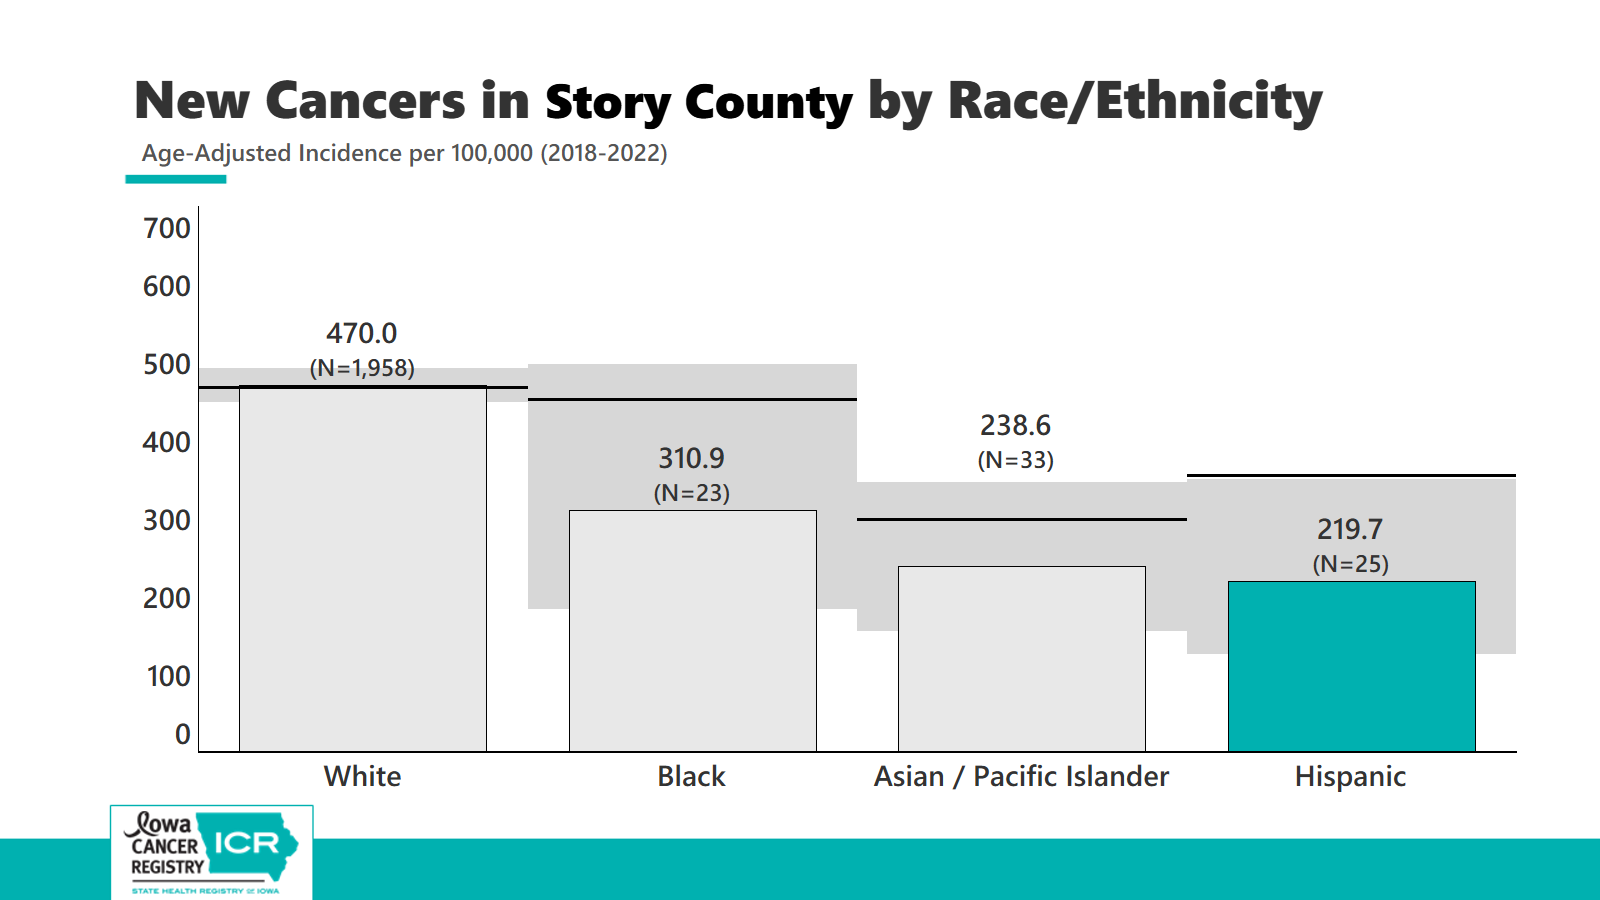 New Cancers in Story County by Race/Ethnicity
Age-Adjusted Incidence per 100,000 (2018-2022)
700
600
500
400
300
200
100
0
470.0
(N=1,958)
310.9
(N=23)
238.6
(N=33)
219.7
(N=25)
White
Black
Asian / Pacific Islander
Hispanic
Iowa
CANCER
REGISTRY
ICR
STATE HEALTH REGISTRY OF IOWA